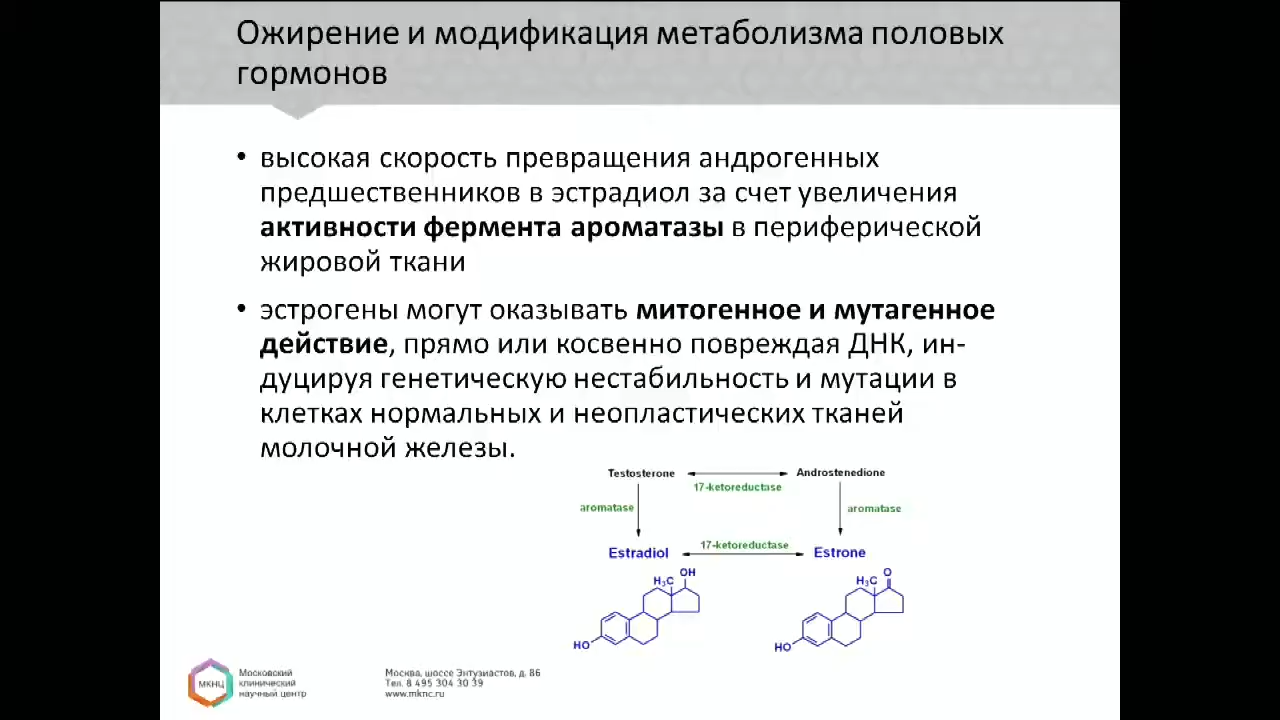 Ожирение и модификация метаболизма половых
гормонов
• высокая скорость превращения андрогенных
предшественников в эстрадиол за счет увеличения
активности фермента ароматазы в периферической
жировой ткани
• эстрогены могут оказывать митогенное и мутагенное
действие, прямо или косвенно повреждая ДНК, ин-
дуцируя генетическую нестабильность и мутации в
клетках нормальных и неопластических тканей
молочной железы.
Testosterone
Androstenedione
17-ketoreductase
aromatase
aromatase
17-ketoreductase
Estradiol
Estrone
H₃C OH
H₃C O
HO
HO
МКНЦ
Московский
клинический
научный центр
Москва, шоссе Энтузиастов, д. 86
Тел. 8 495 304 30 39
www.mknc.ru